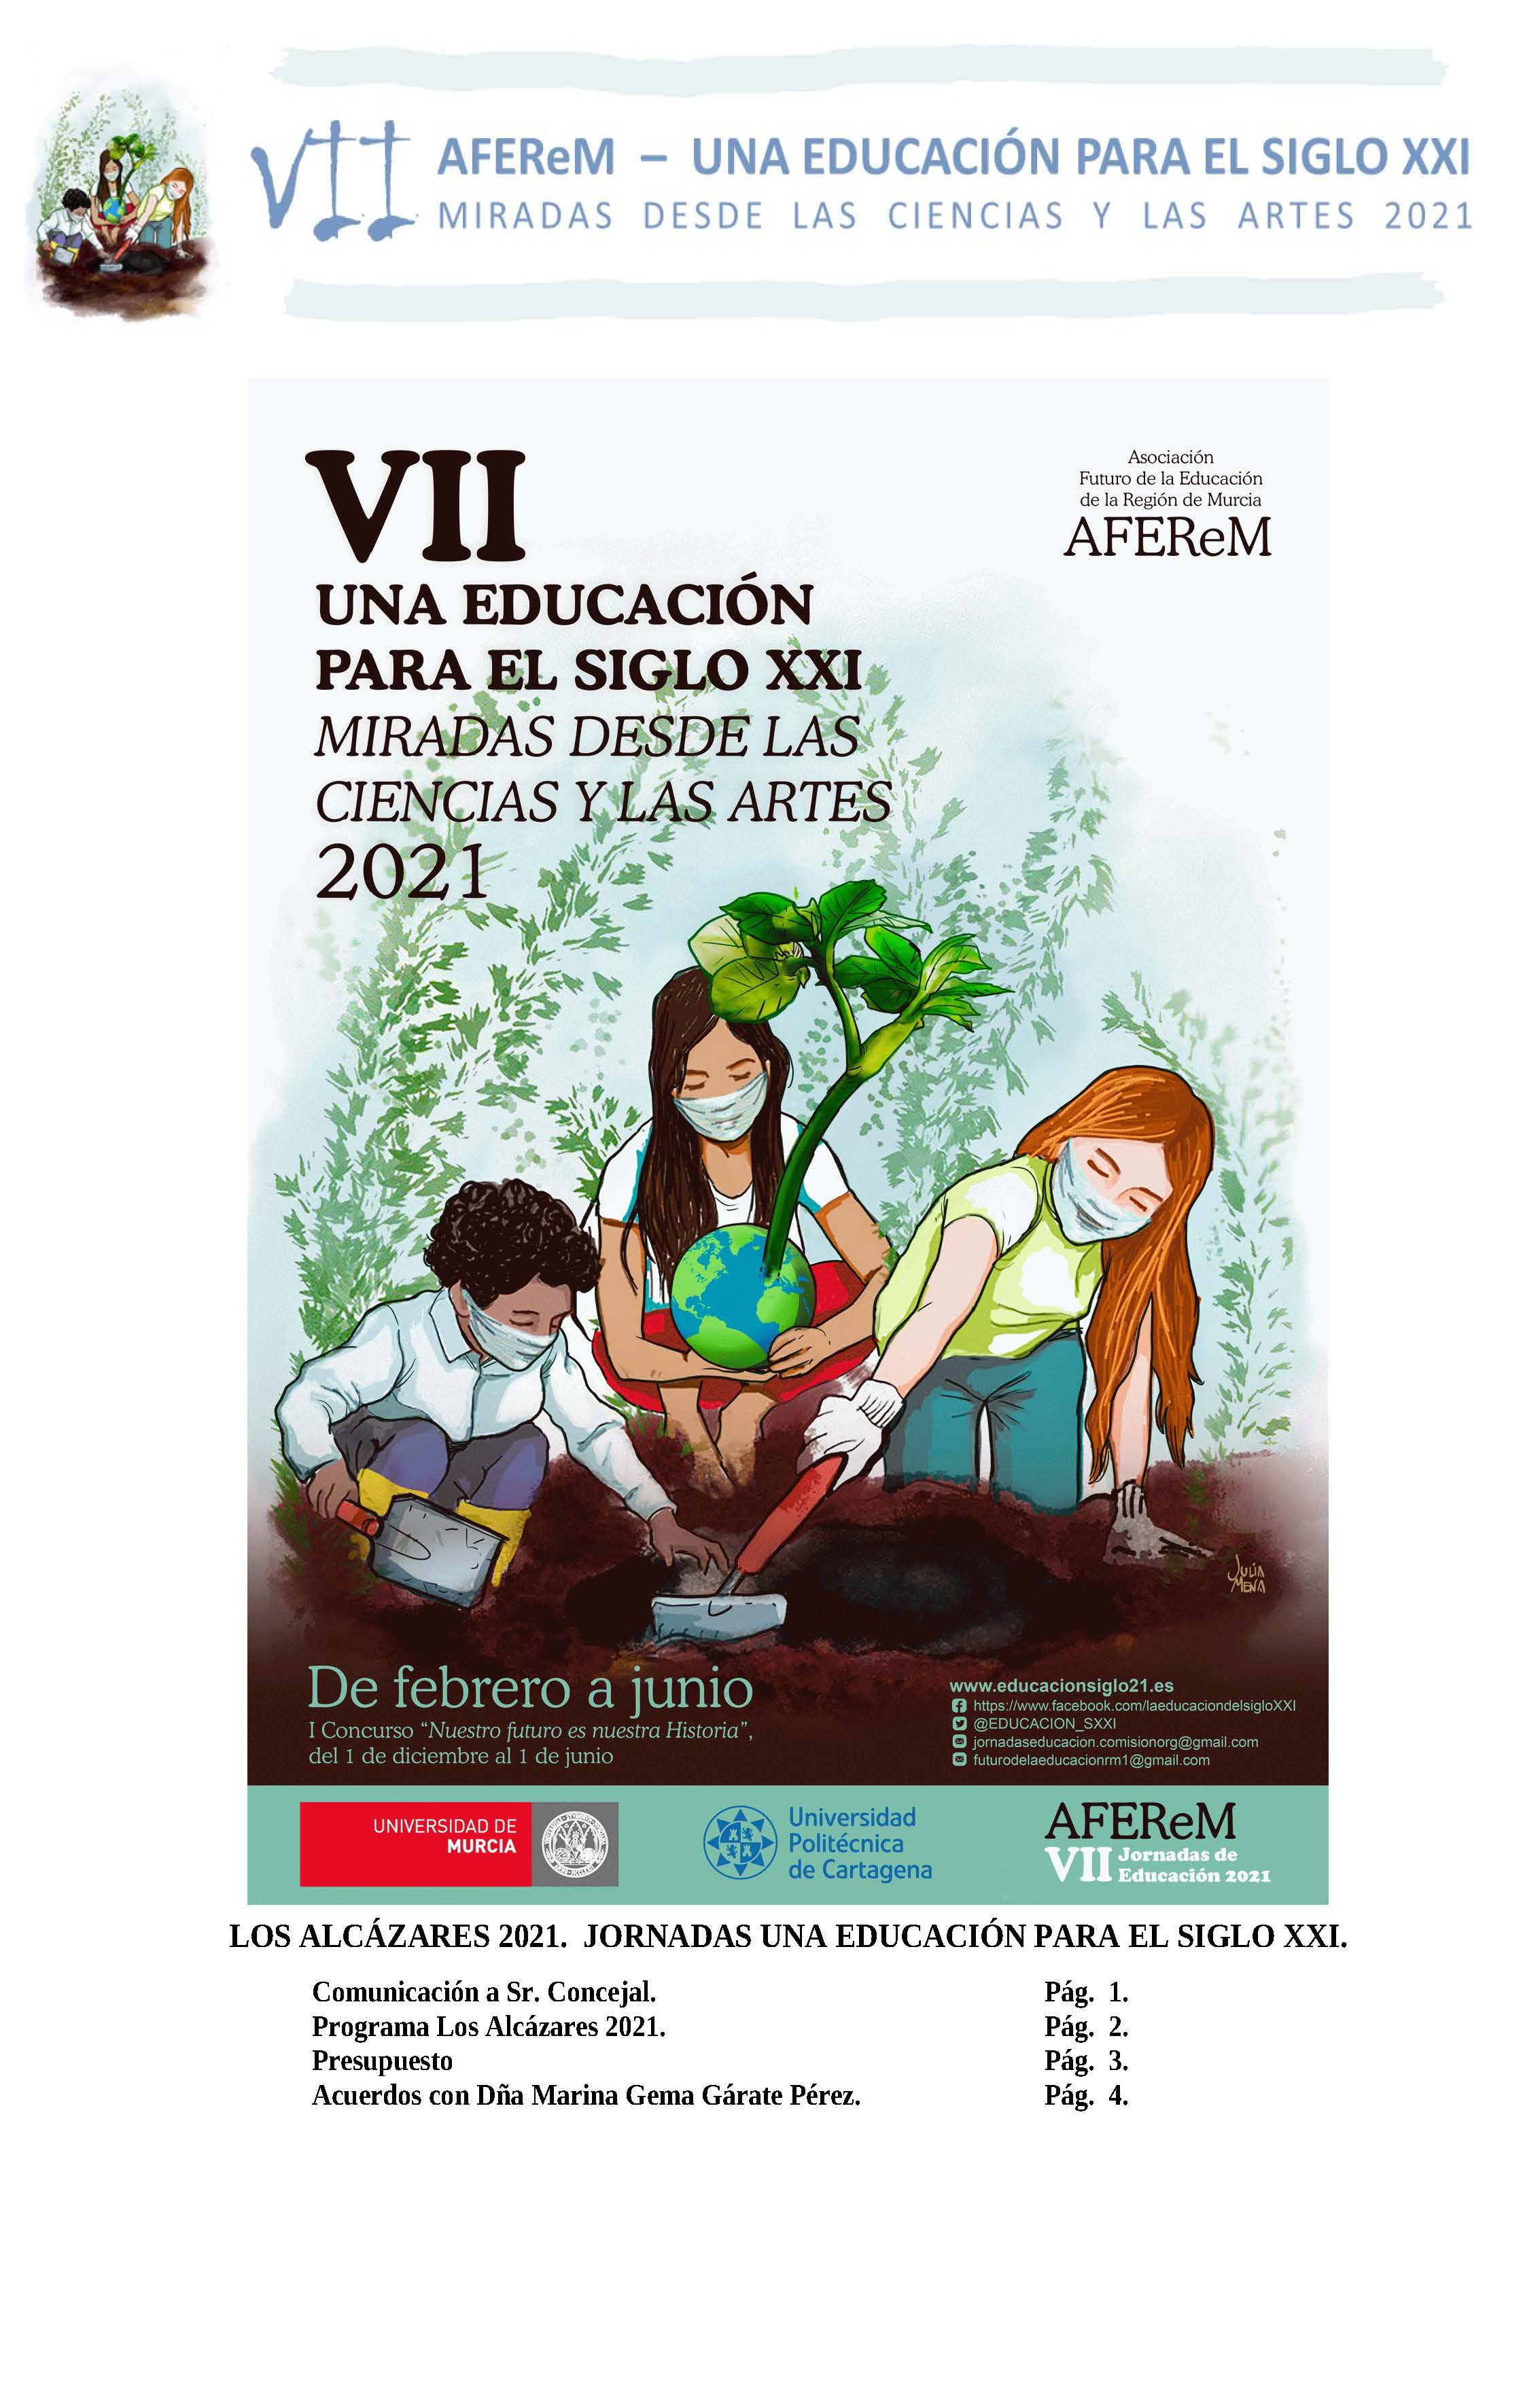 VII AFEReM – UNA EDUCACIÓN PARA EL SIGLO XXI
MIRADAS DESDE LAS CIENCIAS Y LAS ARTES 2021
VII
UNA EDUCACIÓN
PARA EL SIGLO XXI
MIRADAS DESDE LAS
CIENCIAS Y LAS ARTES
2021
Asociación
Futuro de la Educación
de la Región de Murcia
AFEReM
JULIA
MENA
De febrero a junio
I Concurso “Nuestro futuro es nuestra Historia”,
del 1 de diciembre al 1 de junio
www.educacionsiglo21.es
https://www.facebook.com/laeducaciondelsigloXXI
@EDUCACION_SXXI
jornadaseducacion.comisionorg@gmail.com
futurodelaeducacionrm1@gmail.com
UNIVERSIDAD DE
MURCIA
Universidad
Politécnica
de Cartagena
AFEReM
VII Jornadas de
Educación 2021
LOS ALCÁZARES 2021. JORNADAS UNA EDUCACIÓN PARA EL SIGLO XXI.
Comunicación a Sr. Concejal. Pág. 1.
Programa Los Alcázares 2021. Pág. 2.
Presupuesto Pág. 3.
Acuerdos con Dña Marina Gema Gárate Pérez. Pág. 4.